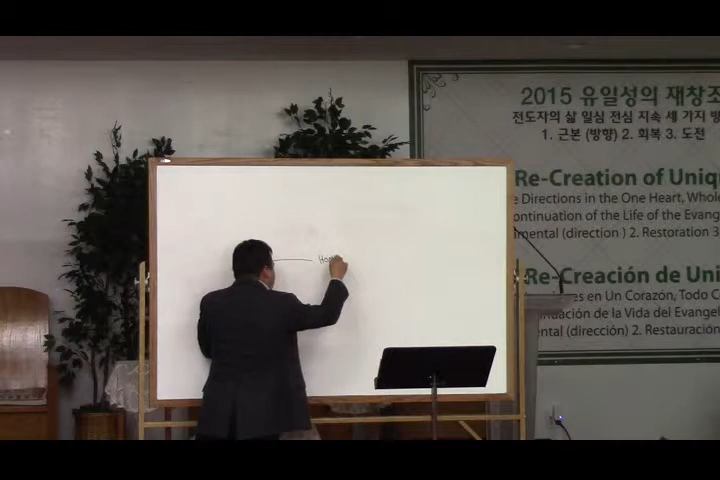 2015 유일성의 재창조
전도자의 삶 일심 전심 지속 세 가지 방
1. 근본 (방향) 2. 회복 3. 도전
Re-Creation of Uniq
e Directions in the One Heart, Whole
ontinuation of the Life of the Evang
mental (direction ) 2. Restoration 3
Re-Creación de Uni
es en Un Corazón, Todo C
nuación de la Vida del Evangel
ental (dirección) 2. Restauración